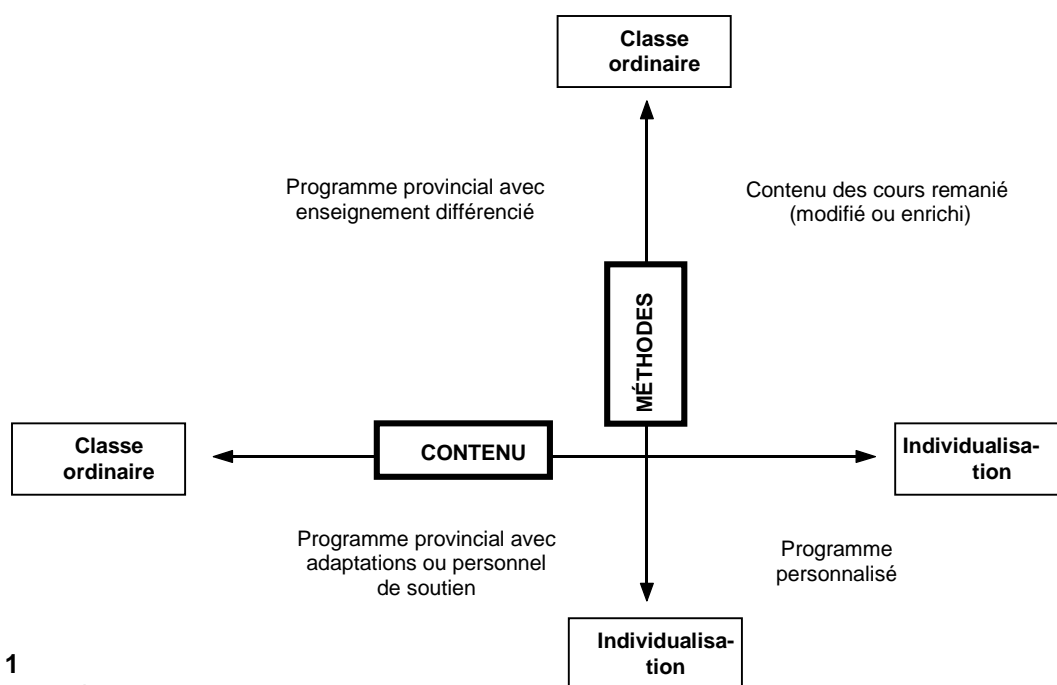 Classe
ordinaire
Programme provincial avec
enseignement différencié
Contenu des cours remanié
(modifié ou enrichi)
MÉTHODES
Classe
ordinaire
CONTENU
Individualisa-
tion
Programme provincial avec
adaptations ou personnel
de soutien
Programme
personnalisé
Individualisa-
tion
1